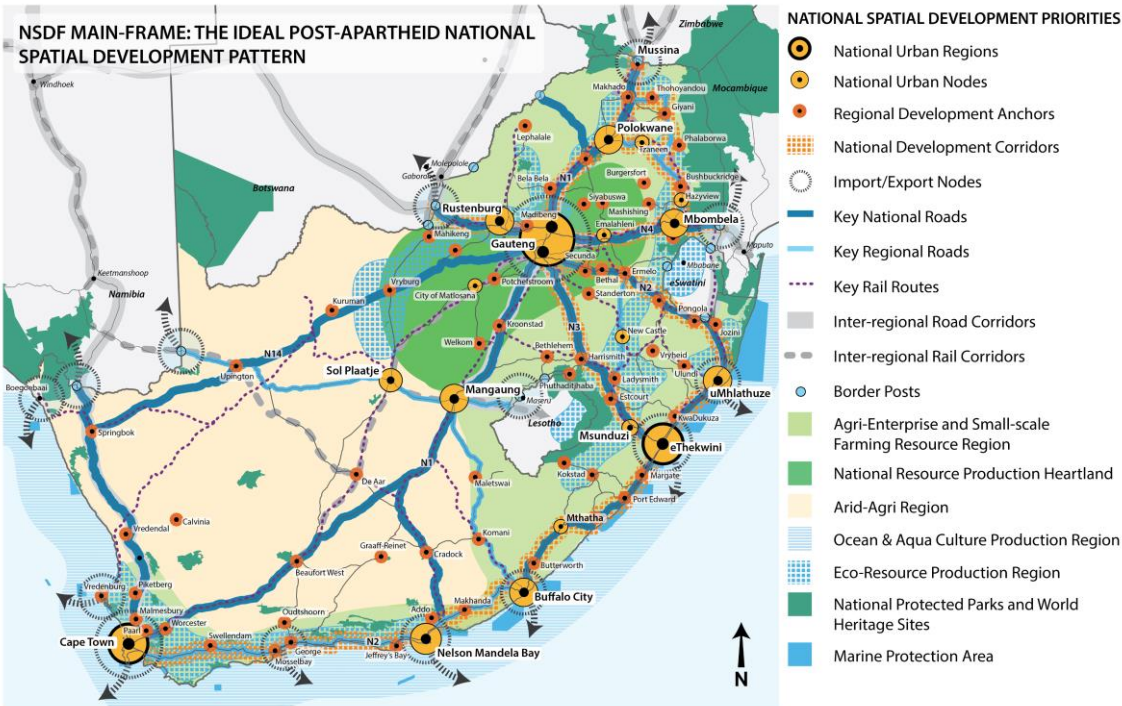 NSDF MAIN-FRAME: THE IDEAL POST-APARTHEID NATIONAL
SPATIAL DEVELOPMENT PATTERN
Zimbabwe
Mussina
Windhoek
Makhado
Thohoyandou
Mocambique
Giyani
Lephalale
Polokwane
Phalaborwa
Traneen
Molepolole
Gaborone
Botswana
Bela Bela
N1
Burgersfort
Bushbuckridge
Siyabuswa
Hazyview
Rustenburg
Madibeng
Mashishing
Mbombela
Mahikeng
Emalahleni
N4
Gauteng
Maputo
Secunda
Mbabane
Keetmanshoop
Namibia
Vryburg
Potchefstroom
Bethal
Ermelo
eSwatini
City of Matlosana
Standerton
N2
Kuruman
Pongola
Jozini
Kroonstad
N3
New Castle
N14
Welkom
Bethlehem
Harrismith
Vryheid
Boegoebaai
Upington
Sol Plaatje
Phuthaditjhaba
Ladysmith
Ulundi
Mangaung
Maseru
Estcourt
uMhlathuze
Springbok
Lesotho
KwaDukuza
Msunduzi
eThekwini
N1
De Aar
Maletswai
Kokstad
Margate
Port Edward
Calvinia
Vredendal
Mthatha
Komani
Graaff-Reinet
Cradock
Butterworth
Beaufort West
Vredenburg
Piketberg
Buffalo City
Malmesbury
Oudtshoorn
Addo
Makhanda
Paarl
Worcester
Cape Town
Swellendam
George
N2
Mosselbay
Jeffrey's Bay
Nelson Mandela Bay
N
NATIONAL SPATIAL DEVELOPMENT PRIORITIES
National Urban Regions
National Urban Nodes
Regional Development Anchors
National Development Corridors
Import/Export Nodes
Key National Roads
Key Regional Roads
Key Rail Routes
Inter-regional Road Corridors
Inter-regional Rail Corridors
Border Posts
Agri-Enterprise and Small-scale
Farming Resource Region
National Resource Production Heartland
Arid-Agri Region
Ocean & Aqua Culture Production Region
Eco-Resource Production Region
National Protected Parks and World
Heritage Sites
Marine Protection Area